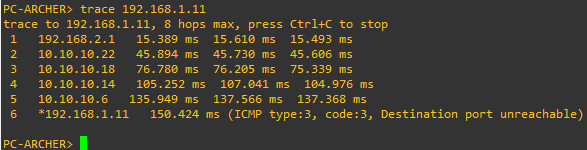 PC-ARCHER> trace 192.168.1.11
trace to 192.168.1.11, 8 hops max, press Ctrl+C to stop
1 192.168.2.1 15.389 ms 15.610 ms 15.493 ms
2 10.10.10.22 45.894 ms 45.730 ms 45.606 ms
3 10.10.10.18 76.780 ms 76.205 ms 75.339 ms
4 10.10.10.14 105.252 ms 107.041 ms 104.976 ms
5 10.10.10.6 135.949 ms 137.566 ms 137.368 ms
6 *192.168.1.11 150.424 ms (ICMP type:3, code:3, Destination port unreachable)
PC-ARCHER>